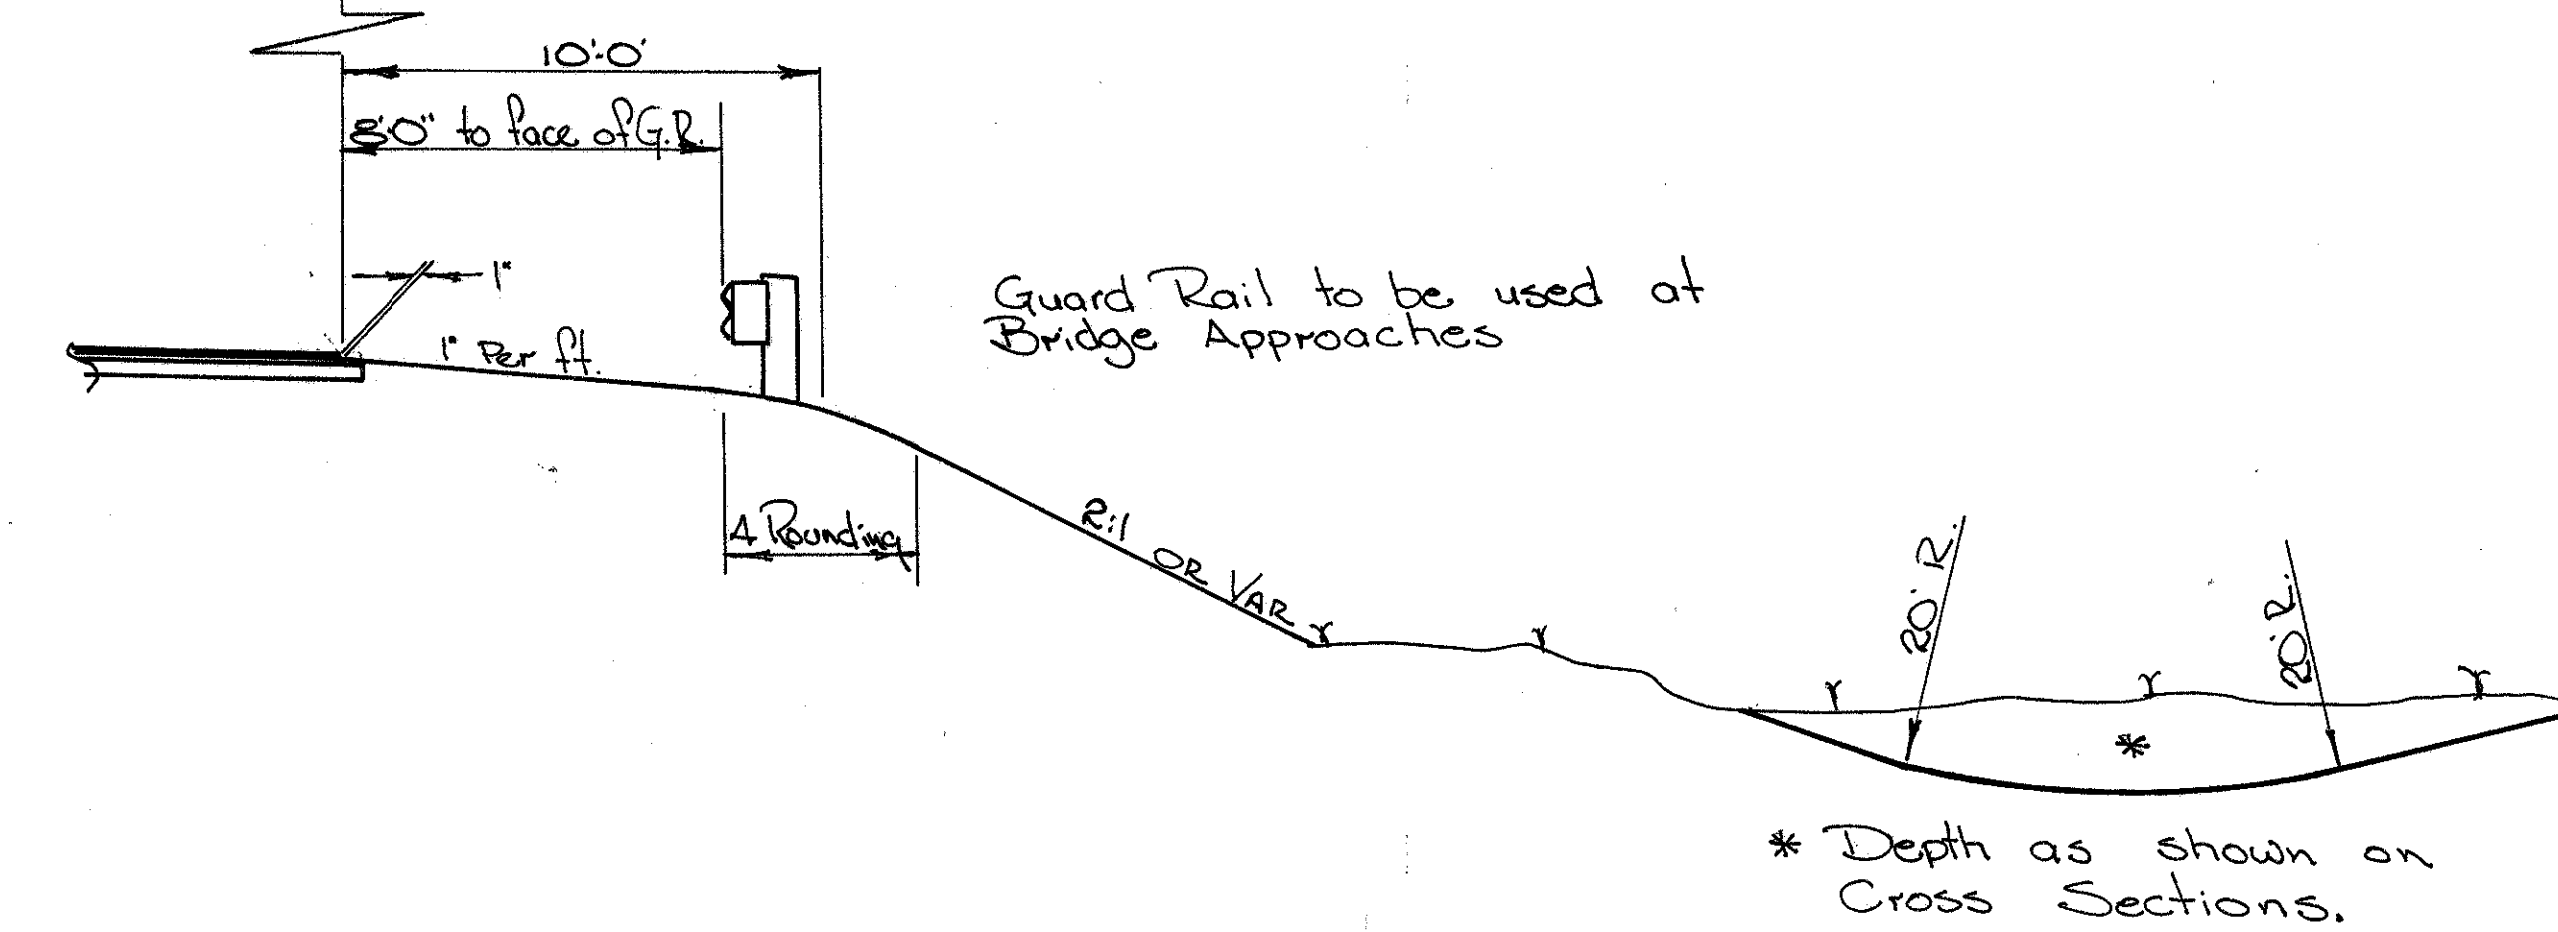 10'-0'
8'-0" to face of G.R.
1"
1" Per ft.
Guard Rail to be used at
Bridge Approaches
4 Rounding
2:1 OR VAR
20' R.
20' R.
*
* Depth as shown on
Cross Sections.